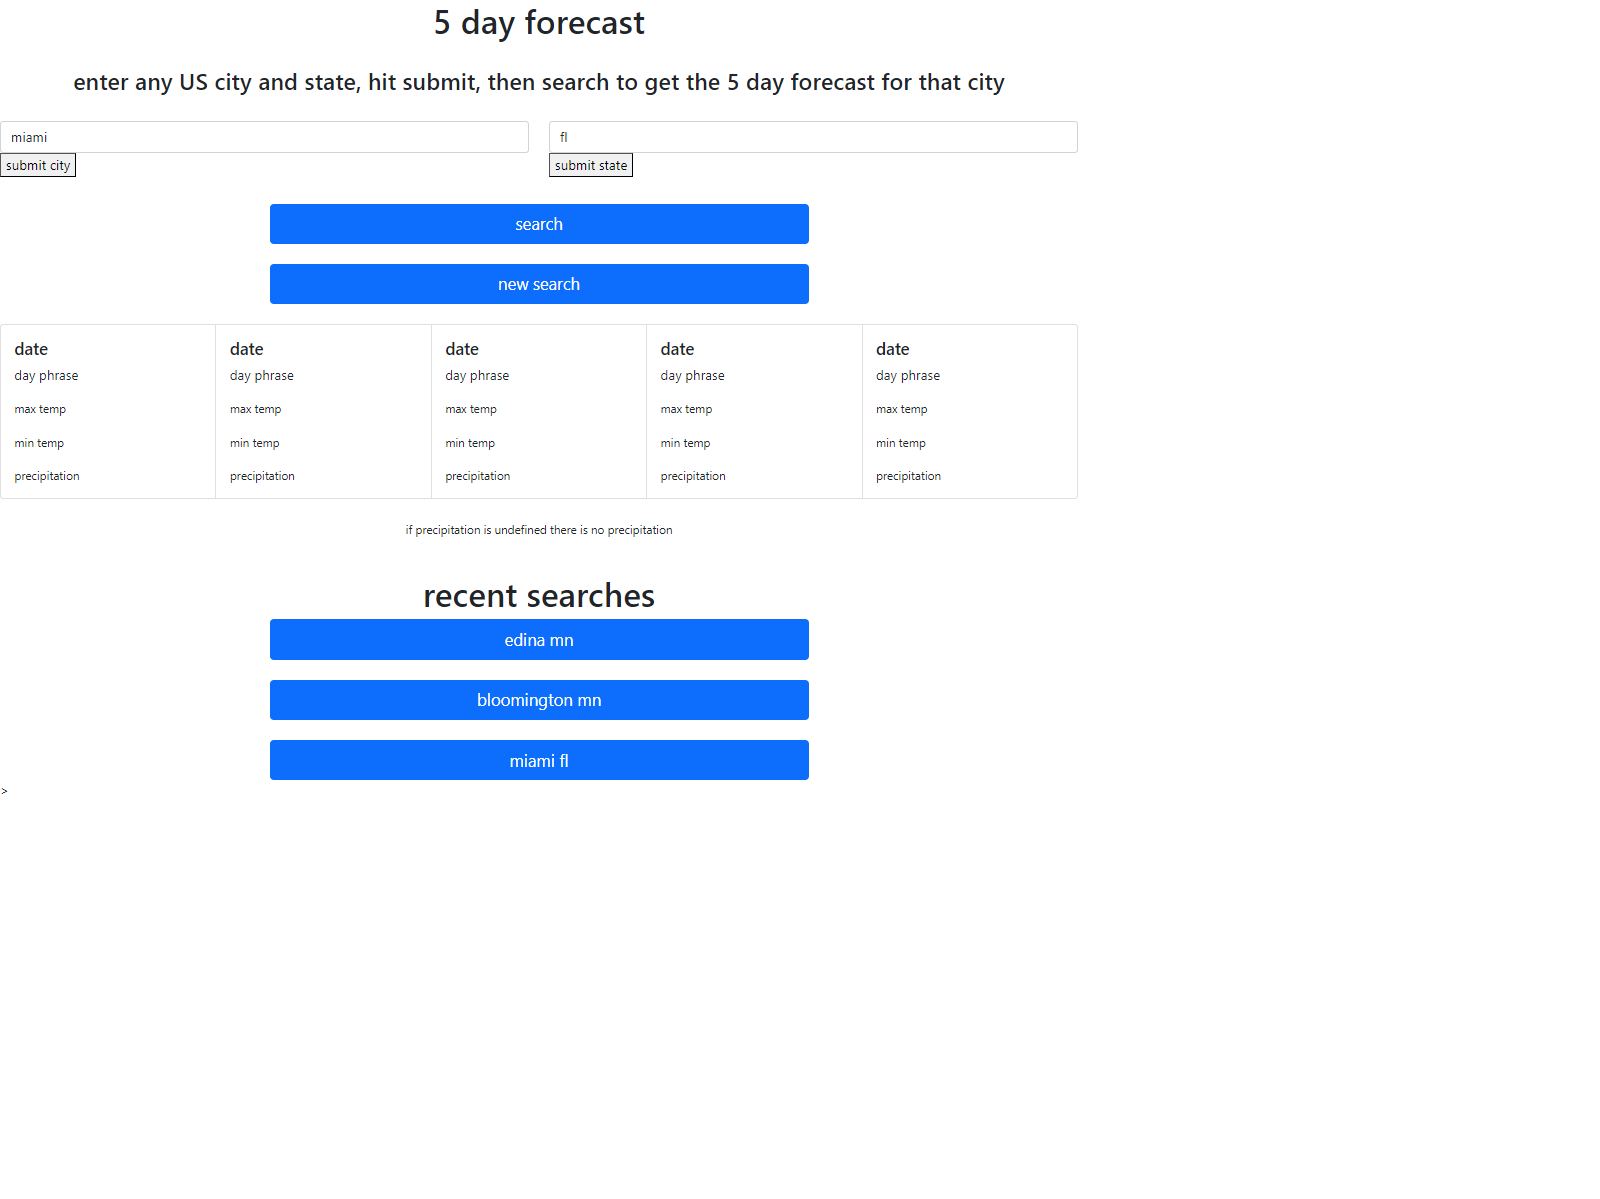 5 day forecast
enter any US city and state, hit submit, then search to get the 5 day forecast for that city
miami fl
submit city submit state
search
new search
date date date date date
day phrase day phrase day phrase day phrase day phrase
max temp max temp max temp max temp max temp
min temp min temp min temp min temp min temp
precipitation precipitation precipitation precipitation precipitation
if precipitation is undefined there is no precipitation
recent searches
edina mn
bloomington mn
miami fl
>